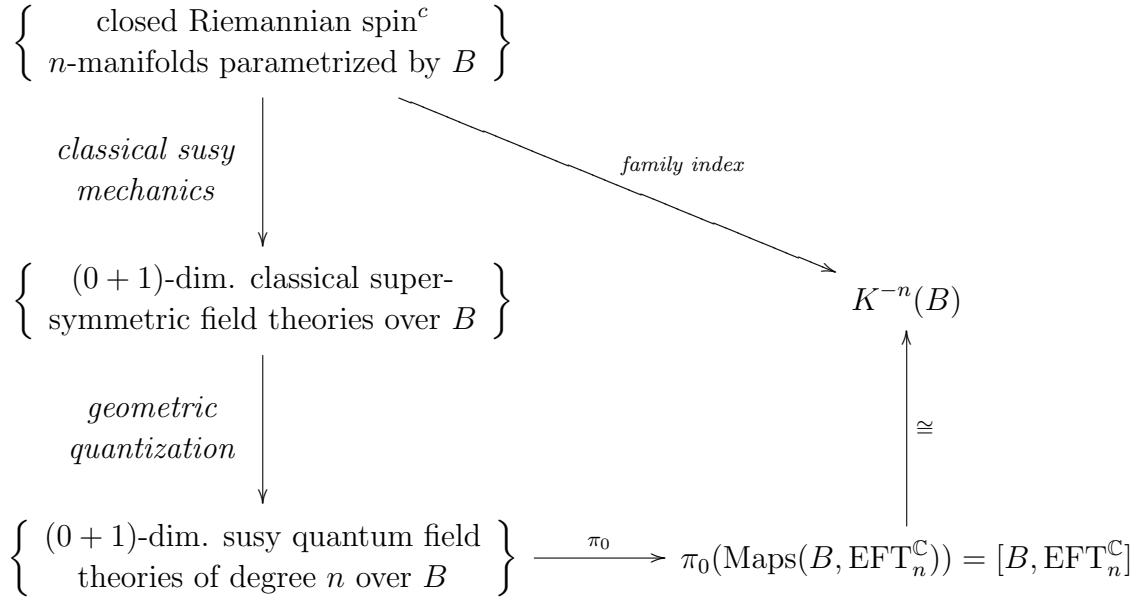 closed Riemannian spin^c
n-manifolds parametrized by B
classical susy
mechanics
family index
(0 + 1)-dim. classical super-
symmetric field theories over B
K^{-n}(B)
geometric
quantization
≅
(0 + 1)-dim. susy quantum field
theories of degree n over B
π_0
π_0(Maps(B, EFT_n^ℂ)) = [B, EFT_n^ℂ]